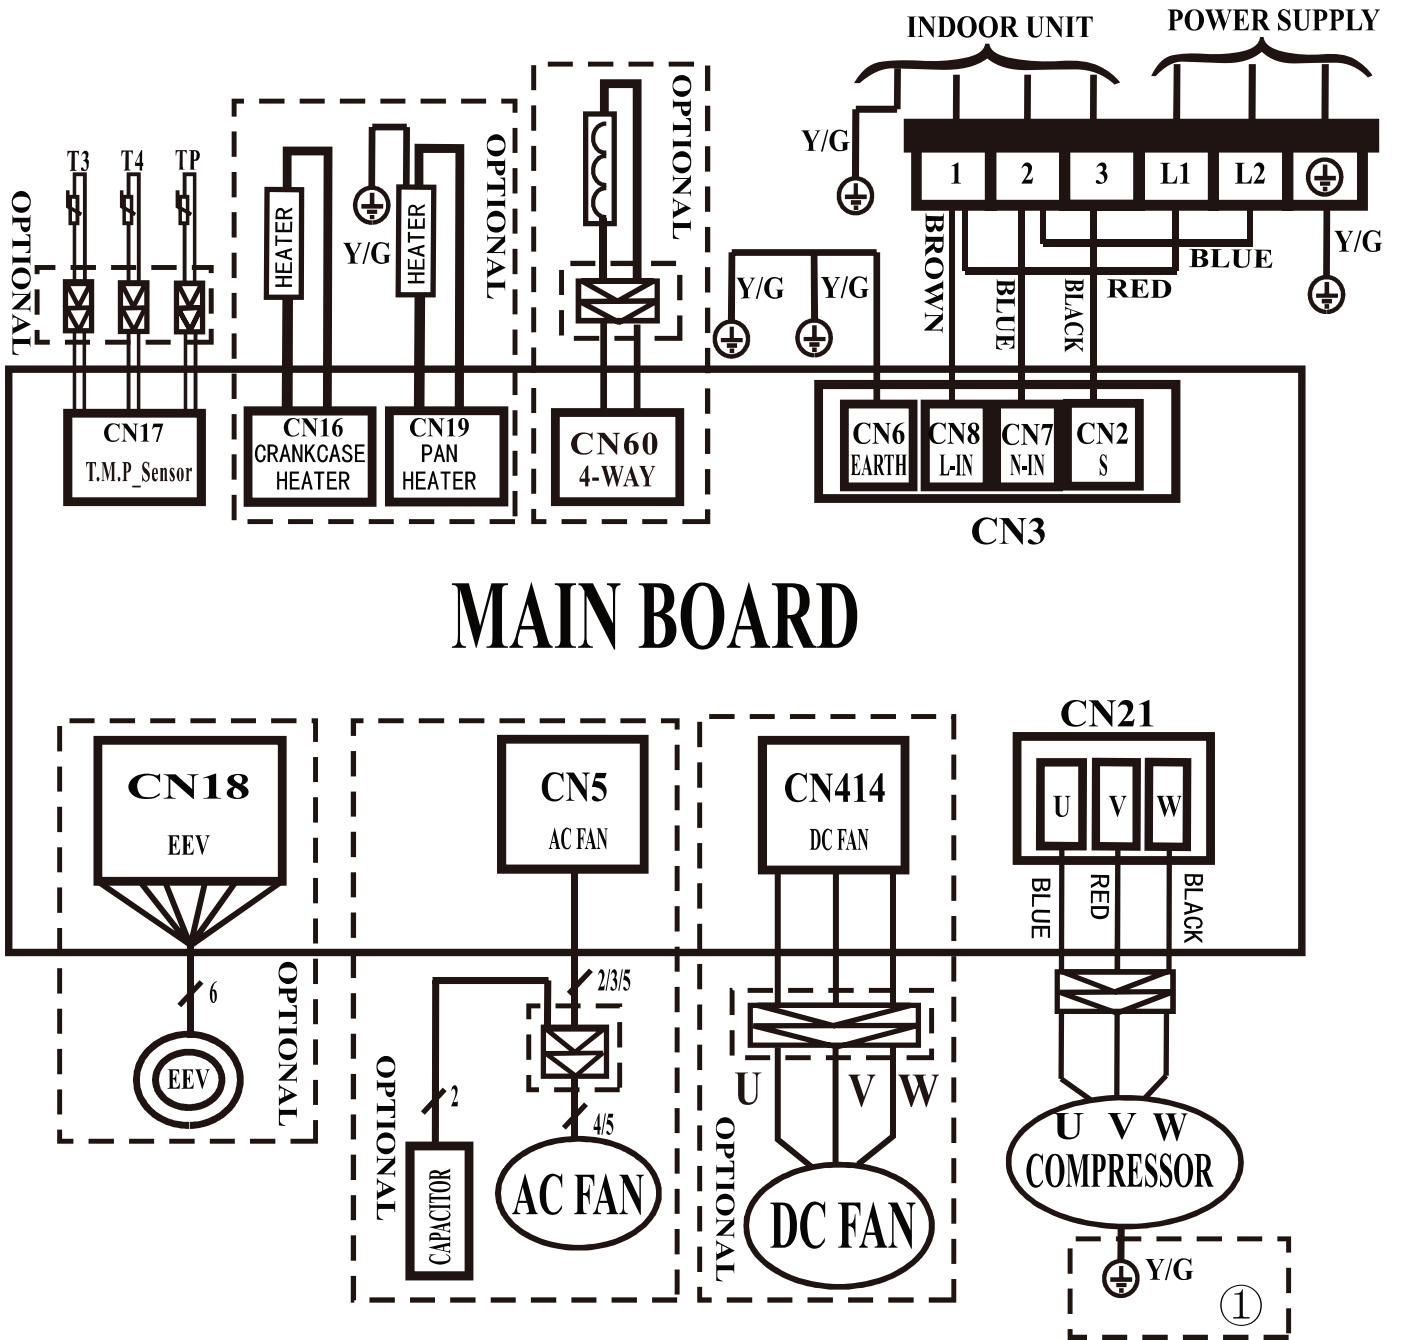 INDOOR UNIT
POWER SUPPLY
Y/G
1
2
3
L1
L2
BROWN
BLUE
BLACK
BLUE
RED
Y/G
T3
T4
TP
OPTIONAL
HEATER
Y/G
HEATER
OPTIONAL
OPTIONAL
Y/G
Y/G
CN17
T.M.P_Sensor
CN16
CRANKCASE
HEATER
CN19
PAN
HEATER
CN60
4-WAY
CN6
EARTH
CN8
L-IN
CN7
N-IN
CN2
S
CN3
MAIN BOARD
CN18
EEV
6
EEV
OPTIONAL
CN5
AC FAN
2/3/5
2
4/5
OPTIONAL
CAPACITOR
AC FAN
CN414
DC FAN
U
V
W
OPTIONAL
DC FAN
CN21
U
V
W
BLUE
RED
BLACK
U V W
COMPRESSOR
Y/G
①